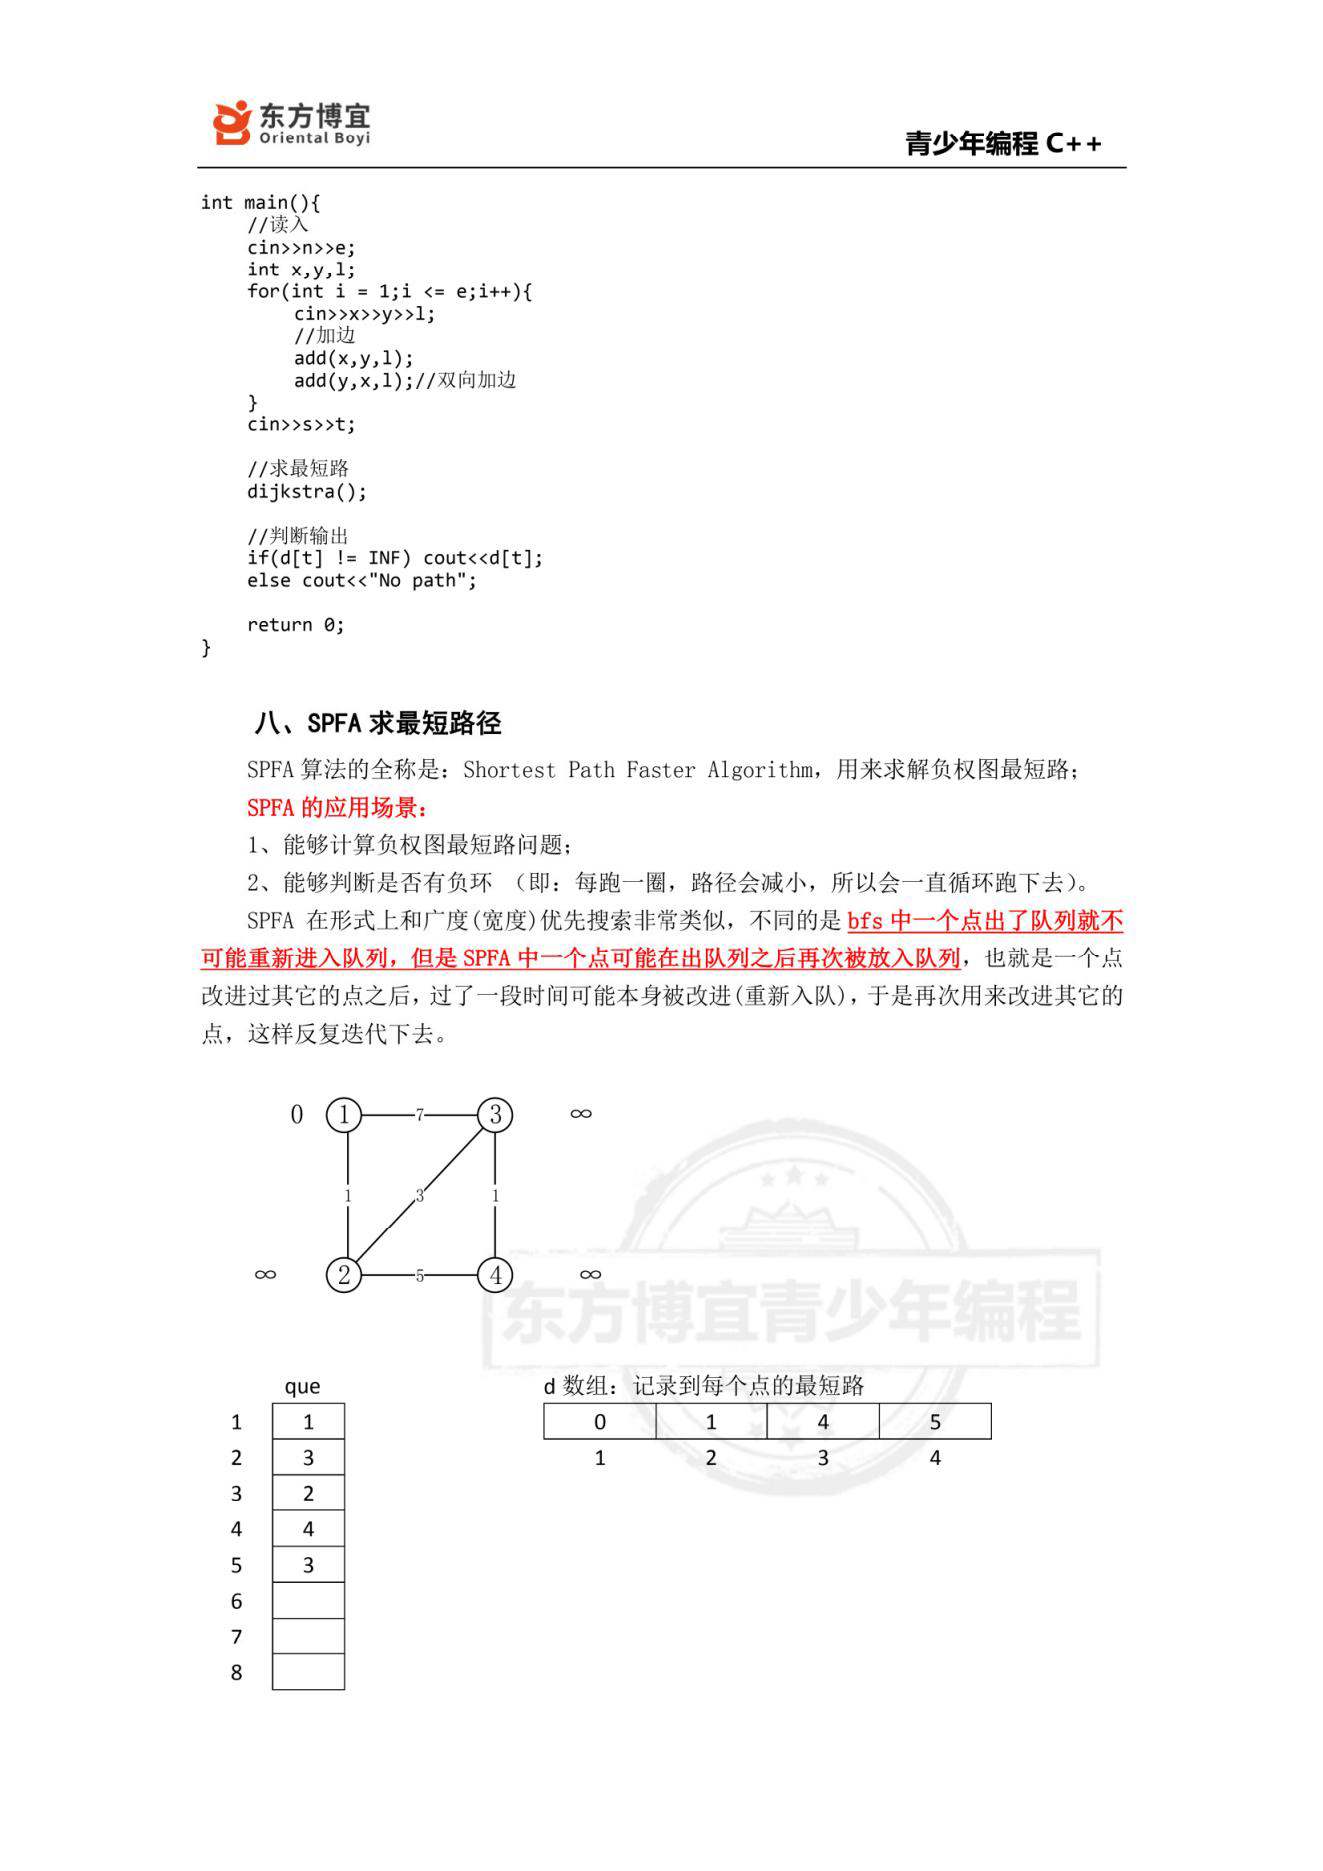 东方博宜
Oriental Boyi
青少年编程 C++
int main(){
//读入
cin>>n>>e;
int x,y,l;
for(int i = 1;i <= e;i++){
cin>>x>>y>>l;
//加边
add(x,y,l);
add(y,x,l);//双向加边
}
cin>>s>>t;
//求最短路
dijkstra();
//判断输出
if(d[t] != INF) cout<<d[t];
else cout<<"No path";
return 0;
}
八、SPFA 求最短路径
SPFA 算法的全称是：Shortest Path Faster Algorithm，用来求解负权图最短路；
SPFA 的应用场景：
1、能够计算负权图最短路问题；
2、能够判断是否有负环 （即：每跑一圈，路径会减小，所以会一直循环跑下去）。
SPFA 在形式上和广度(宽度)优先搜索非常类似，不同的是 bfs 中一个点出了队列就不
可能重新进入队列，但是 SPFA 中一个点可能在出队列之后再次被放入队列，也就是一个点
改进过其它的点之后，过了一段时间可能本身被改进(重新入队)，于是再次用来改进其它的
点，这样反复迭代下去。
0 1 7 3 ∞
1 3 1
∞ 2 5 4 ∞
东方博宜青少年编程
que d 数组：记录到每个点的最短路
1 1 0 1 4 5
2 3 1 2 3 4
3 2
4 4
5 3
6
7
8